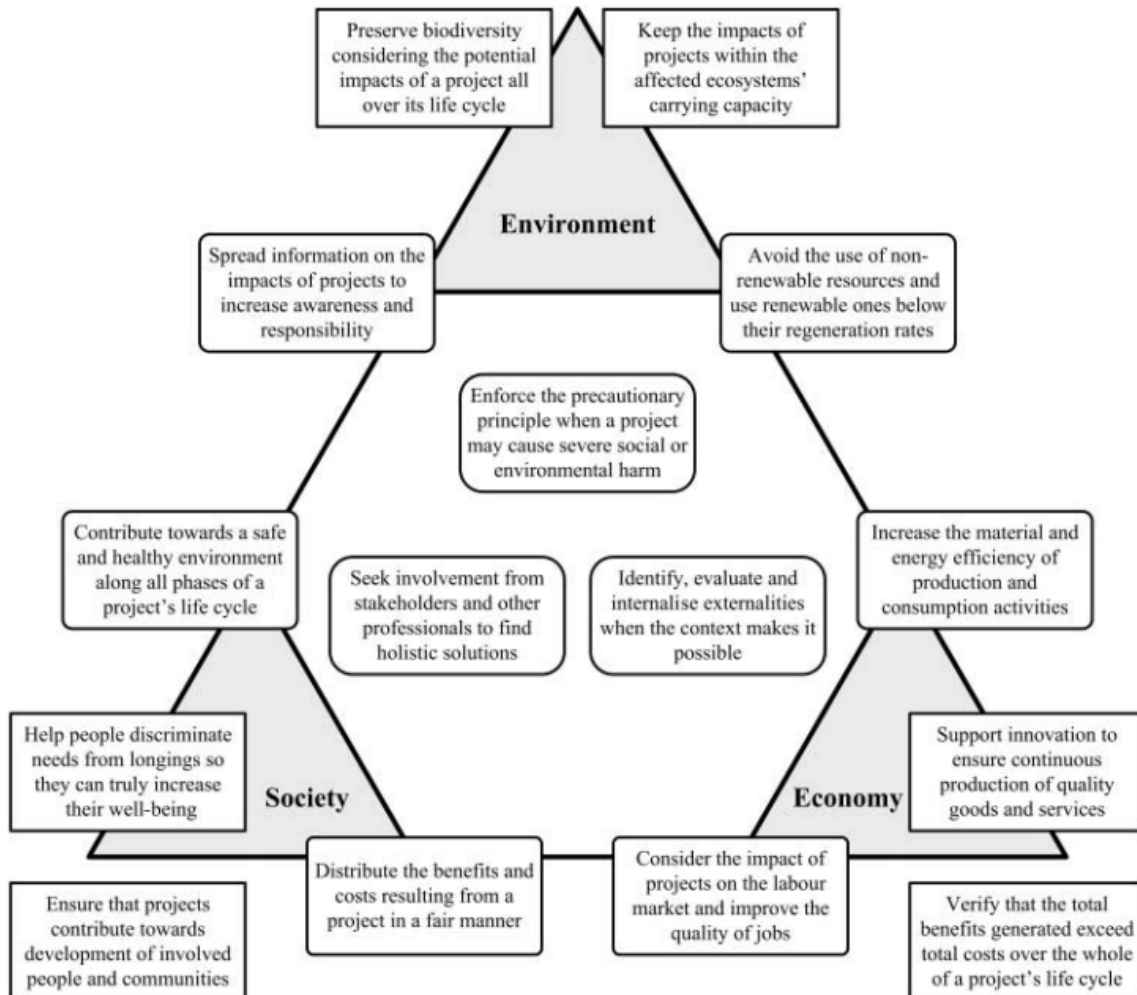 Preserve biodiversity
considering the potential
impacts of a project all
over its life cycle
Keep the impacts of
projects within the
affected ecosystems'
carrying capacity
Environment
Spread information on the
impacts of projects to
increase awareness and
responsibility
Avoid the use of non-
renewable resources and
use renewable ones below
their regeneration rates
Enforce the precautionary
principle when a project
may cause severe social or
environmental harm
Contribute towards a safe
and healthy environment
along all phases of a
project's life cycle
Seek involvement from
stakeholders and other
professionals to find
holistic solutions
Identify, evaluate and
internalise externalities
when the context makes it
possible
Increase the material and
energy efficiency of
production and
consumption activities
Help people discriminate
needs from longings so
they can truly increase
their well-being
Society
Economy
Support innovation to
ensure continuous
production of quality
goods and services
Distribute the benefits and
costs resulting from a
project in a fair manner
Consider the impact of
projects on the labour
market and improve the
quality of jobs
Ensure that projects
contribute towards
development of involved
people and communities
Verify that the total
benefits generated exceed
total costs over the whole
of a project's life cycle